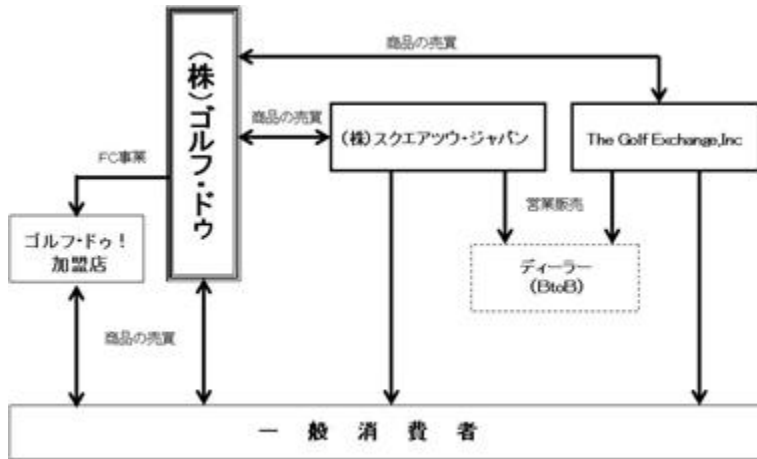 商品の売買
(株)ゴルフ・ドゥ
商品の売買
(株)スクエアツウ・ジャパン
The Golf Exchange,Inc
FC事業
営業販売
ゴルフ・ドゥ!
加盟店
ディーラー
(BtoB)
商品の売買
一般消費者